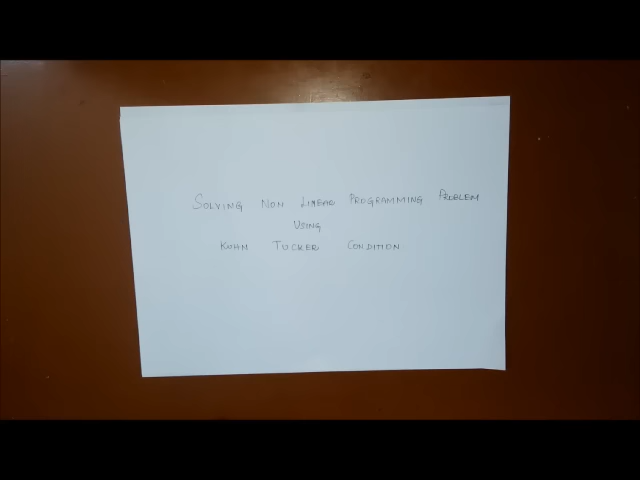 SOLVING NON LINEAR PROGRAMMING PROBLEM
USING
KUHN TUCKER CONDITION